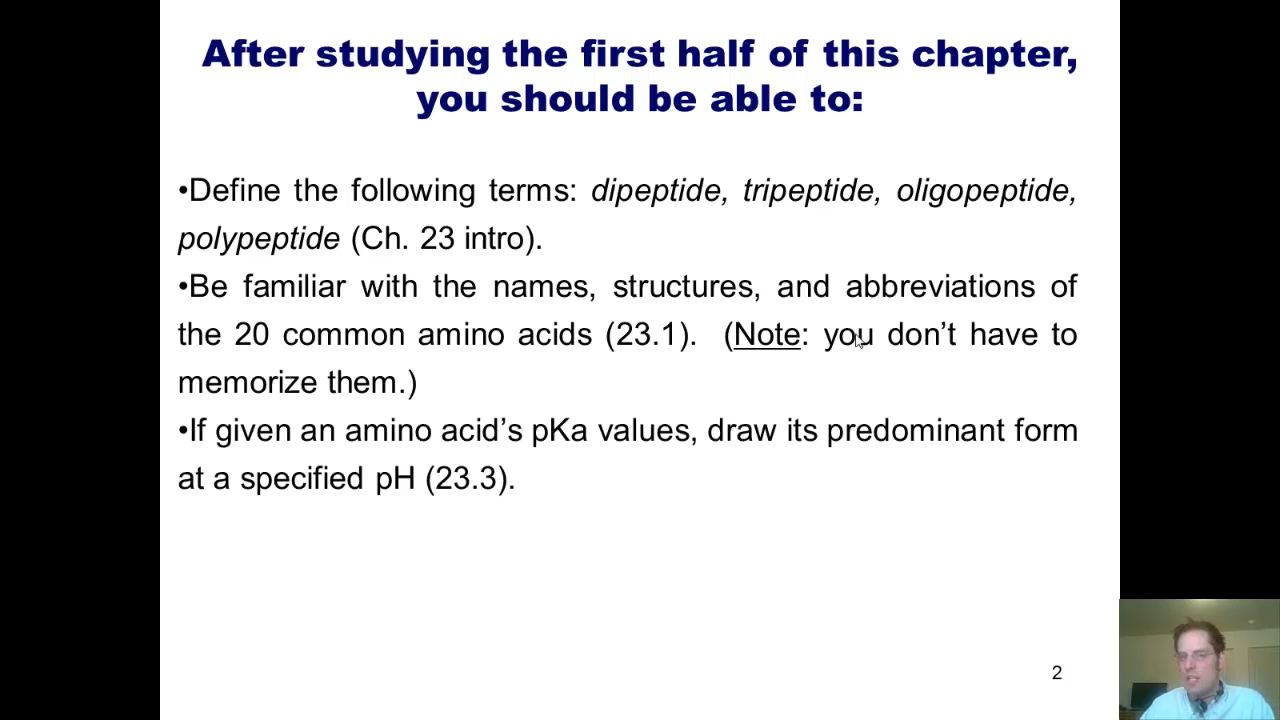 After studying the first half of this chapter,
you should be able to:
•Define the following terms: dipeptide, tripeptide, oligopeptide,
polypeptide (Ch. 23 intro).
•Be familiar with the names, structures, and abbreviations of
the 20 common amino acids (23.1). (Note: you don’t have to
memorize them.)
•If given an amino acid’s pKa values, draw its predominant form
at a specified pH (23.3).
2